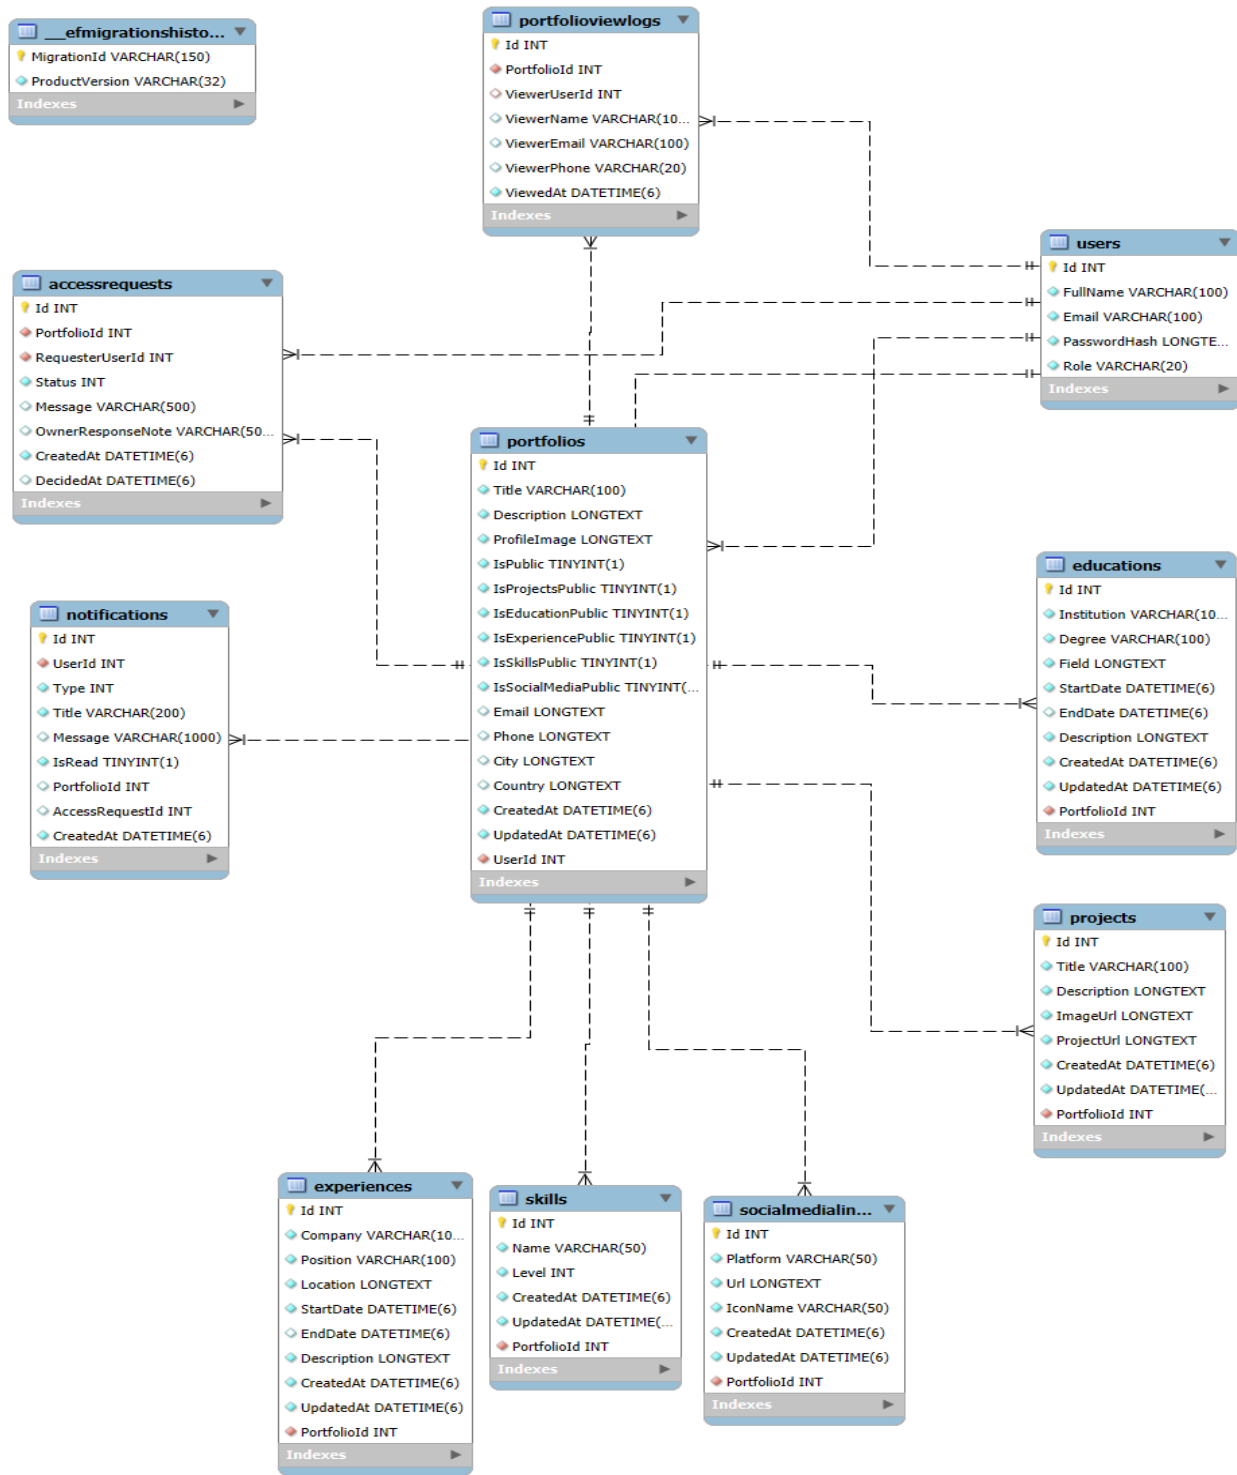 __efmigrationshisto...
MigrationId VARCHAR(150)
ProductVersion VARCHAR(32)
Indexes
portfolioviewlogs
Id INT
PortfolioId INT
ViewerUserId INT
ViewerName VARCHAR(10...
ViewerEmail VARCHAR(100)
ViewerPhone VARCHAR(20)
ViewedAt DATETIME(6)
Indexes
users
Id INT
FullName VARCHAR(100)
Email VARCHAR(100)
PasswordHash LONGTE...
Role VARCHAR(20)
Indexes
accessrequests
Id INT
PortfolioId INT
RequesterUserId INT
Status INT
Message VARCHAR(500)
OwnerResponseNote VARCHAR(50...
CreatedAt DATETIME(6)
DecidedAt DATETIME(6)
Indexes
portfolios
Id INT
Title VARCHAR(100)
Description LONGTEXT
ProfileImage LONGTEXT
IsPublic TINYINT(1)
IsProjectsPublic TINYINT(1)
IsEducationPublic TINYINT(1)
IsExperiencePublic TINYINT(1)
IsSkillsPublic TINYINT(1)
IsSocialMediaPublic TINYINT(...
Email LONGTEXT
Phone LONGTEXT
City LONGTEXT
Country LONGTEXT
CreatedAt DATETIME(6)
UpdatedAt DATETIME(6)
UserId INT
Indexes
notifications
Id INT
UserId INT
Type INT
Title VARCHAR(200)
Message VARCHAR(1000)
IsRead TINYINT(1)
PortfolioId INT
AccessRequestId INT
CreatedAt DATETIME(6)
Indexes
educations
Id INT
Institution VARCHAR(10...
Degree VARCHAR(100)
Field LONGTEXT
StartDate DATETIME(6)
EndDate DATETIME(6)
Description LONGTEXT
CreatedAt DATETIME(6)
UpdatedAt DATETIME(6)
PortfolioId INT
Indexes
projects
Id INT
Title VARCHAR(100)
Description LONGTEXT
ImageUrl LONGTEXT
ProjectUrl LONGTEXT
CreatedAt DATETIME(6)
UpdatedAt DATETIME(...
PortfolioId INT
Indexes
experiences
Id INT
Company VARCHAR(10...
Position VARCHAR(100)
Location LONGTEXT
StartDate DATETIME(6)
EndDate DATETIME(6)
Description LONGTEXT
CreatedAt DATETIME(6)
UpdatedAt DATETIME(6)
PortfolioId INT
Indexes
skills
Id INT
Name VARCHAR(50)
Level INT
CreatedAt DATETIME(6)
UpdatedAt DATETIME(...
PortfolioId INT
Indexes
socialmedialin...
Id INT
Platform VARCHAR(50)
Url LONGTEXT
IconName VARCHAR(50)
CreatedAt DATETIME(6)
UpdatedAt DATETIME(6)
PortfolioId INT
Indexes